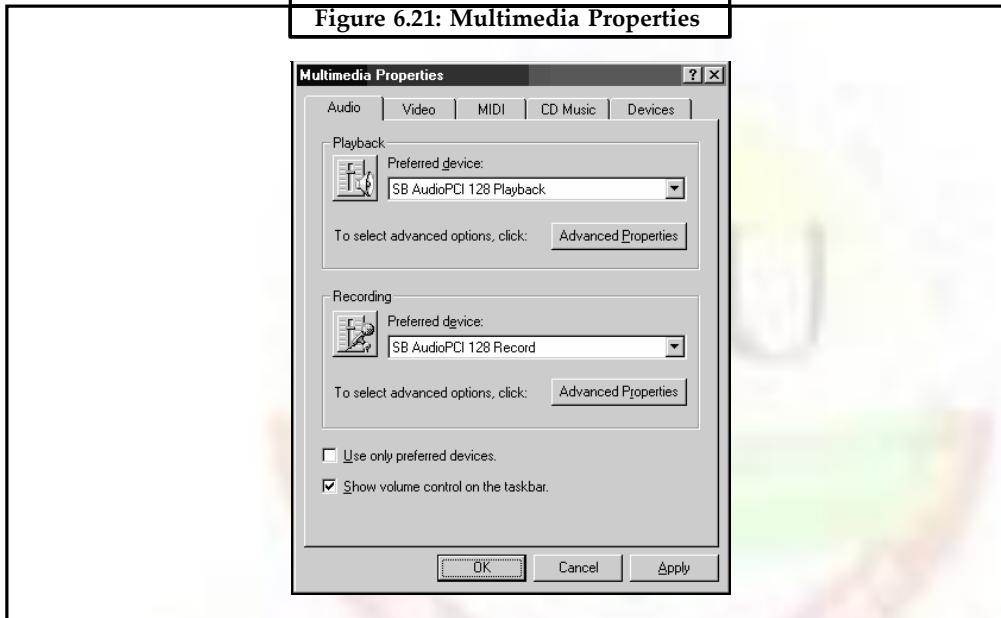 Figure 6.21: Multimedia Properties
Multimedia Properties
Audio Video MIDI CD Music Devices
Playback
Preferred device:
SB AudioPCI 128 Playback
To select advanced options, click: Advanced Properties
Recording
Preferred device:
SB AudioPCI 128 Record
To select advanced options, click: Advanced Properties
Use only preferred devices.
Show volume control on the taskbar.
OK Cancel Apply